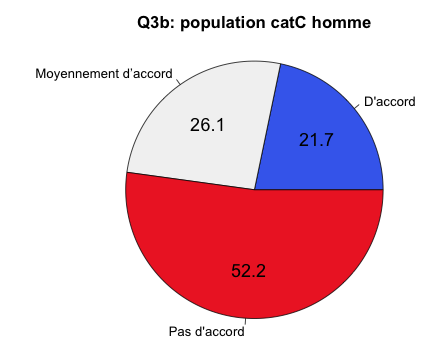 Q3b: population catC homme
Moyennement d'accord
D'accord
26.1
21.7
52.2
Pas d'accord